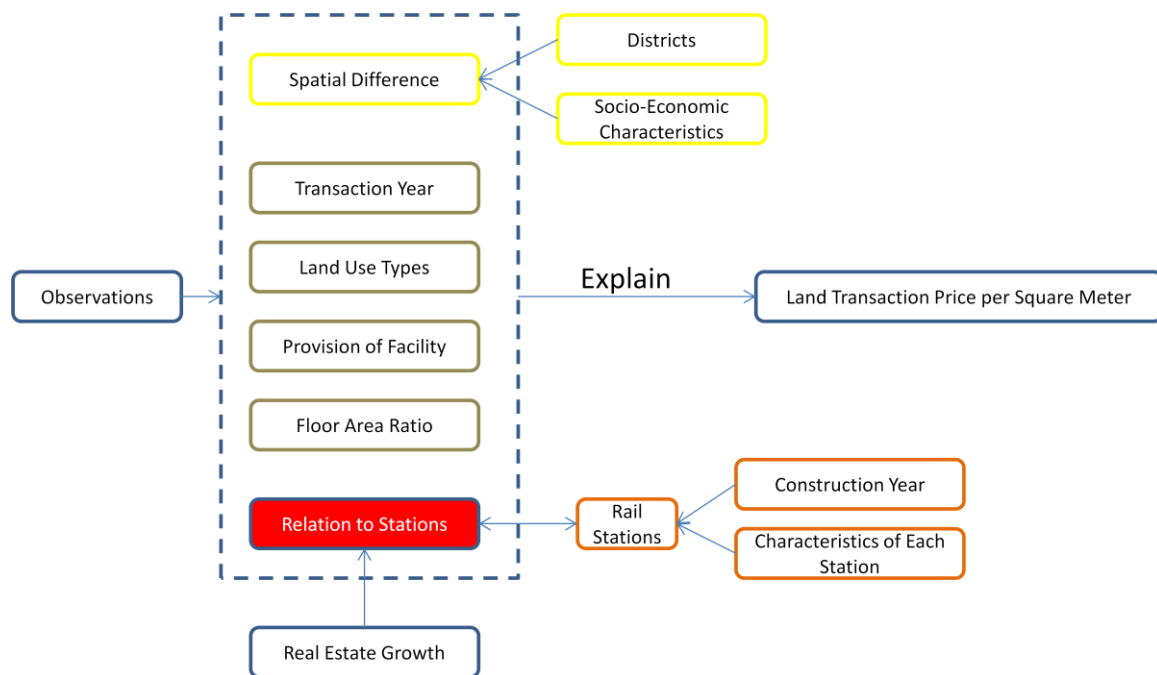 Districts
Spatial Difference
Socio-Economic
Characteristics
Transaction Year
Land Use Types
Explain
Observations
Land Transaction Price per Square Meter
Provision of Facility
Floor Area Ratio
Construction Year
Relation to Stations
Rail
Stations
Characteristics of Each
Station
Real Estate Growth